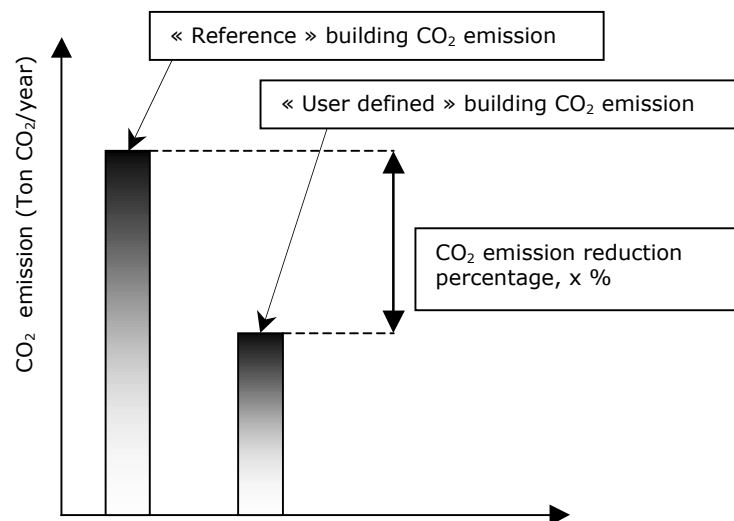 « Reference » building CO₂ emission
« User defined » building CO₂ emission
CO₂ emission (Ton CO₂/year)
CO₂ emission reduction
percentage, x %